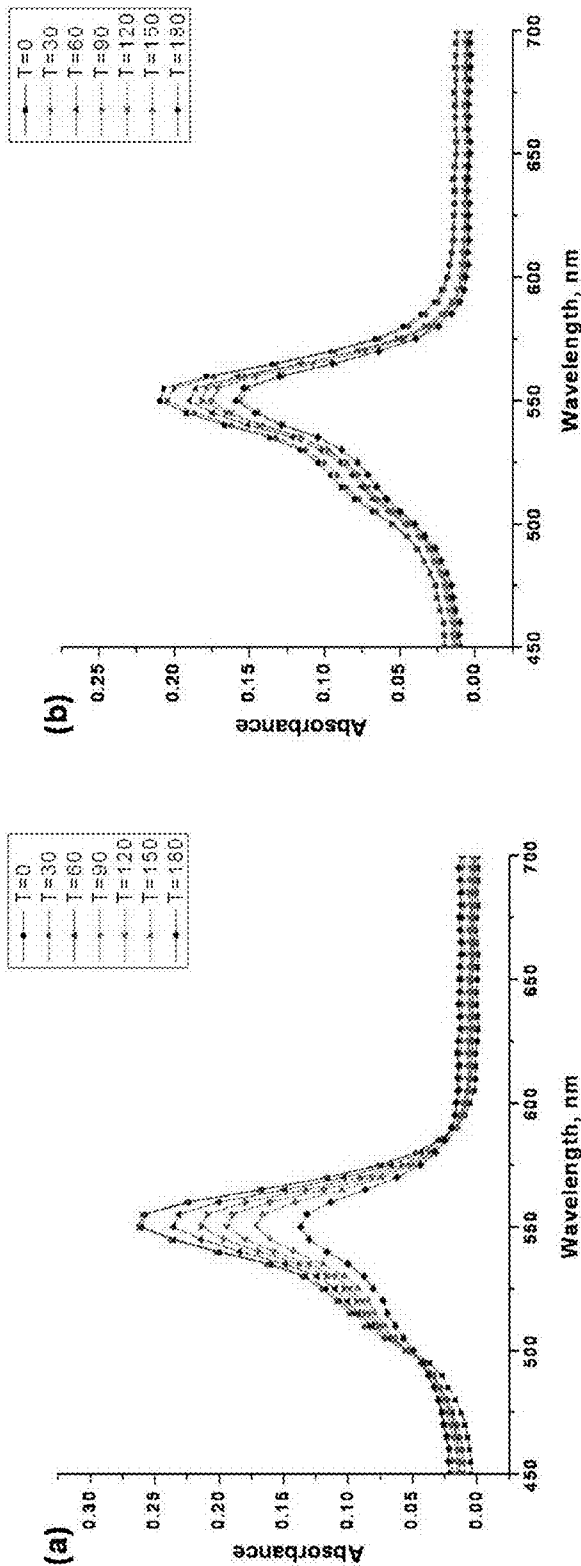 (a)
Absorbance
0.30
0.25
0.20
0.15
0.10
0.05
0.00
450
500
550
600
650
700
Wavelength, nm
T=0
T=30
T=60
T=90
T=120
T=150
T=180
(b)
Absorbance
0.25
0.20
0.15
0.10
0.05
0.00
450
500
550
600
650
700
Wavelength, nm
T=0
T=30
T=60
T=90
T=120
T=150
T=180